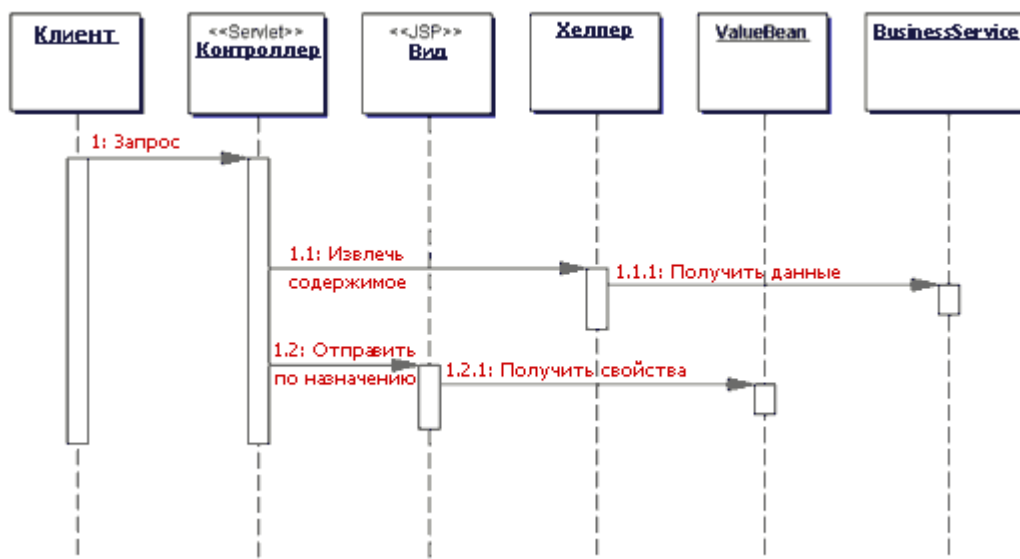 Клиент
<<Servlet>>
Контроллер
<<JSP>>
Вид
Хелпер
ValueBean
BusinessService
1: Запрос
1.1: Извлечь
содержимое
1.1.1: Получить данные
1.2: Отправить
по назначению
1.2.1: Получить свойства